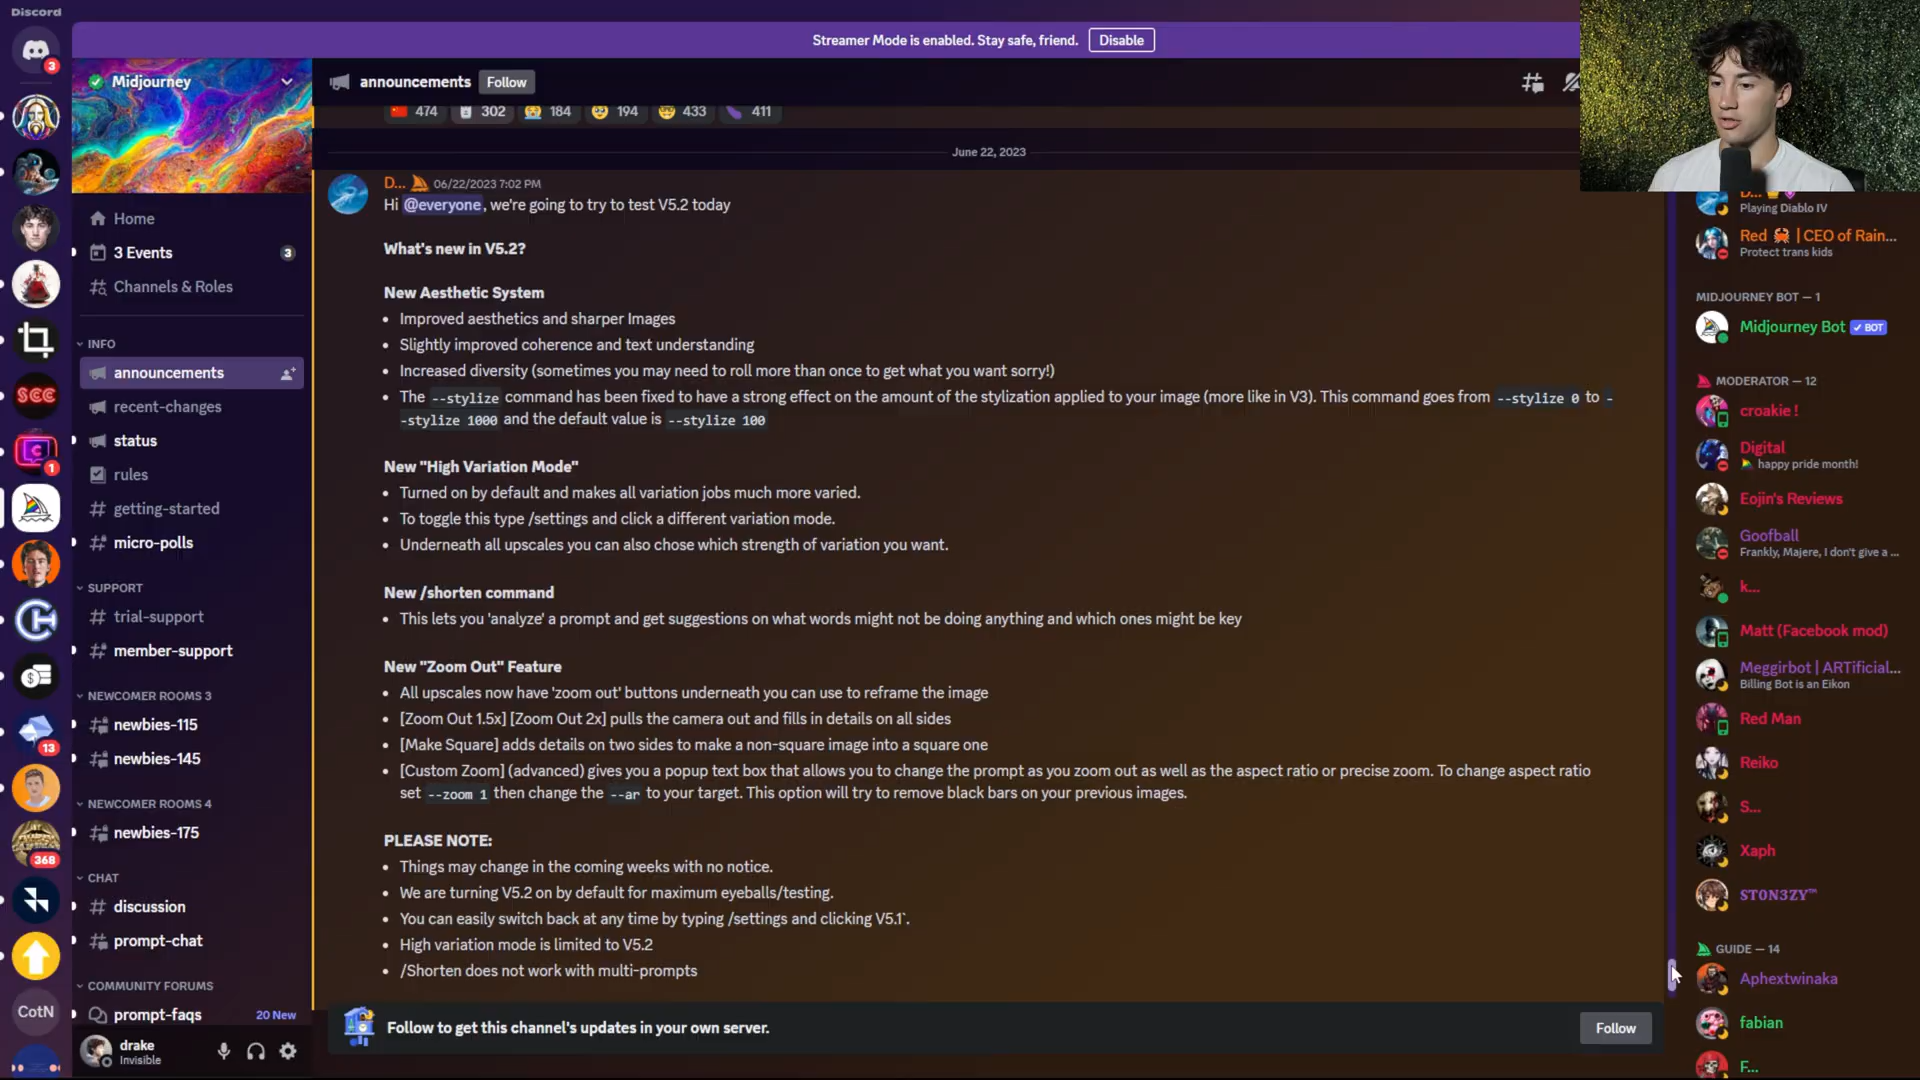 Discord
Streamer Mode is enabled. Stay safe, friend.
Disable
3
Midjourney
announcements
Follow
474
302
184
194
433
411
June 22, 2023
D...
06/22/2023 7:02 PM
Hi @everyone, we're going to try to test V5.2 today
What's new in V5.2?
New Aesthetic System
Improved aesthetics and sharper Images
Slightly improved coherence and text understanding
Increased diversity (sometimes you may need to roll more than once to get what you want sorry!)
The --stylize command has been fixed to have a strong effect on the amount of the stylization applied to your image (more like in V3). This command goes from --stylize 0 to -
-stylize 1000 and the default value is --stylize 100
New "High Variation Mode"
Turned on by default and makes all variation jobs much more varied.
To toggle this type /settings and click a different variation mode.
Underneath all upscales you can also chose which strength of variation you want.
New /shorten command
This lets you 'analyze' a prompt and get suggestions on what words might not be doing anything and which ones might be key
New "Zoom Out" Feature
All upscales now have 'zoom out' buttons underneath you can use to reframe the image
[Zoom Out 1.5x] [Zoom Out 2x] pulls the camera out and fills in details on all sides
[Make Square] adds details on two sides to make a non-square image into a square one
[Custom Zoom] (advanced) gives you a popup text box that allows you to change the prompt as you zoom out as well as the aspect ratio or precise zoom. To change aspect ratio
set --zoom 1 then change the --ar to your target. This option will try to remove black bars on your previous images.
PLEASE NOTE:
Things may change in the coming weeks with no notice.
We are turning V5.2 on by default for maximum eyeballs/testing.
You can easily switch back at any time by typing /settings and clicking V5.1`.
High variation mode is limited to V5.2
/Shorten does not work with multi-prompts
Follow to get this channel's updates in your own server.
Follow
Home
3 Events
3
Channels & Roles
INFO
announcements
recent-changes
status
rules
getting-started
micro-polls
SUPPORT
trial-support
member-support
NEWCOMER ROOMS 3
newbies-115
newbies-145
NEWCOMER ROOMS 4
newbies-175
CHAT
discussion
prompt-chat
COMMUNITY FORUMS
prompt-faqs
20 New
drake
Invisible
SCC
1
13
368
CotN
D...
Playing Diablo IV
Red | CEO of Rain...
Protect trans kids
MIDJOURNEY BOT — 1
Midjourney Bot
BOT
MODERATOR — 12
croakie !
Digital
happy pride month!
Eojin's Reviews
Goofball
Frankly, Majere, I don't give a ...
k...
Matt (Facebook mod)
Meggirbot | ARTificial...
Billing Bot is an Eikon
Red Man
Reiko
S...
Xaph
ST0N3ZY™
GUIDE — 14
Aphextwinaka
fabian
F...